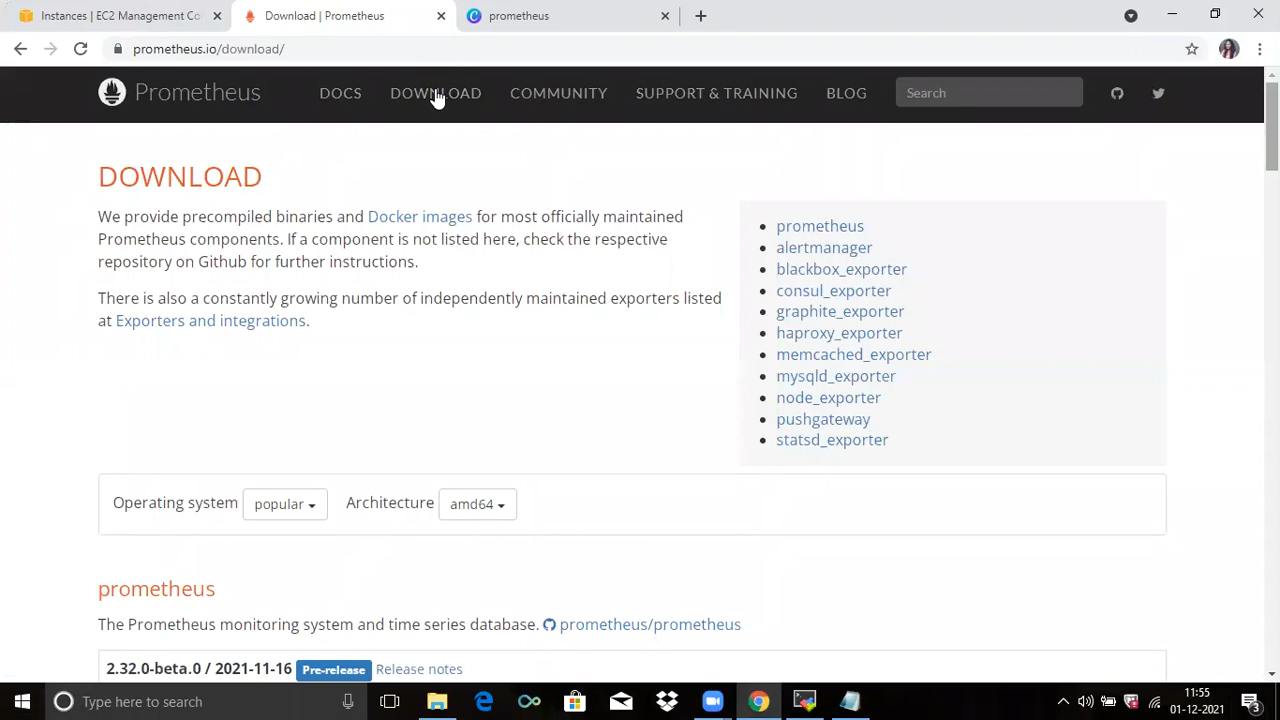 Instances | EC2 Management Co
Download | Prometheus
prometheus
prometheus.io/download/
Prometheus
DOCS
DOWNLOAD
COMMUNITY
SUPPORT & TRAINING
BLOG
Search
DOWNLOAD
We provide precompiled binaries and Docker images for most officially maintained
Prometheus components. If a component is not listed here, check the respective
repository on Github for further instructions.
There is also a constantly growing number of independently maintained exporters listed
at Exporters and integrations.
prometheus
alertmanager
blackbox_exporter
consul_exporter
graphite_exporter
haproxy_exporter
memcached_exporter
mysqld_exporter
node_exporter
pushgateway
statsd_exporter
Operating system popular Architecture amd64
prometheus
The Prometheus monitoring system and time series database. prometheus/prometheus
2.32.0-beta.0 / 2021-11-16 Pre-release Release notes
Type here to search
11:55
01-12-2021
3